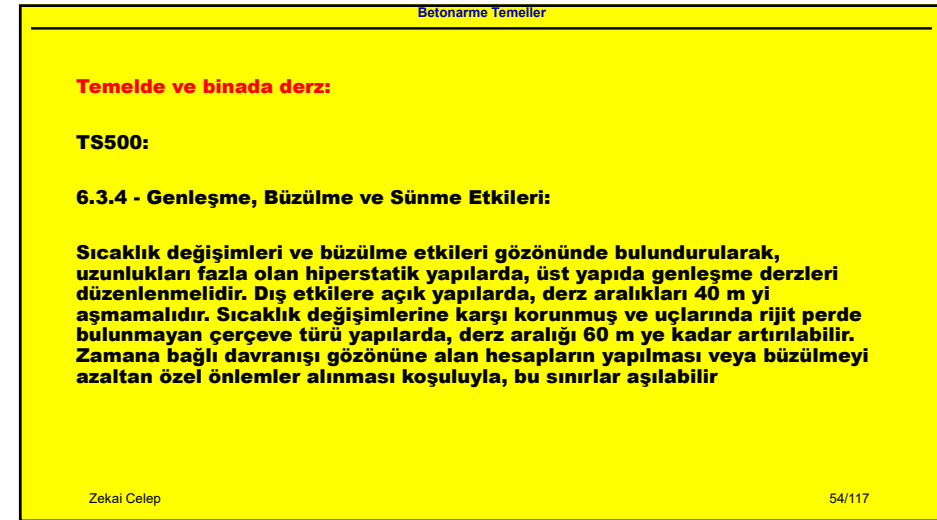 Betonarme Temeller
Temelde ve binada derz:
TS500:
6.3.4 - Genleşme, Büzülme ve Sünme Etkileri:
Sıcaklık değişimleri ve büzülme etkileri gözönünde bulundurularak,
uzunlukları fazla olan hiperstatik yapılarda, üst yapıda genleşme derzleri
düzenlenmelidir. Dış etkilere açık yapılarda, derz aralıkları 40 m yi
aşmamalıdır. Sıcaklık değişimlerine karşı korunmuş ve uçlarında rijit perde
bulunmayan çerçeve türü yapılarda, derz aralığı 60 m ye kadar artırılabilir.
Zamana bağlı davranışı gözönüne alan hesapların yapılması veya büzülmeyi
azaltan özel önlemler alınması koşuluyla, bu sınırlar aşılabilir
Zekai Celep
54/117